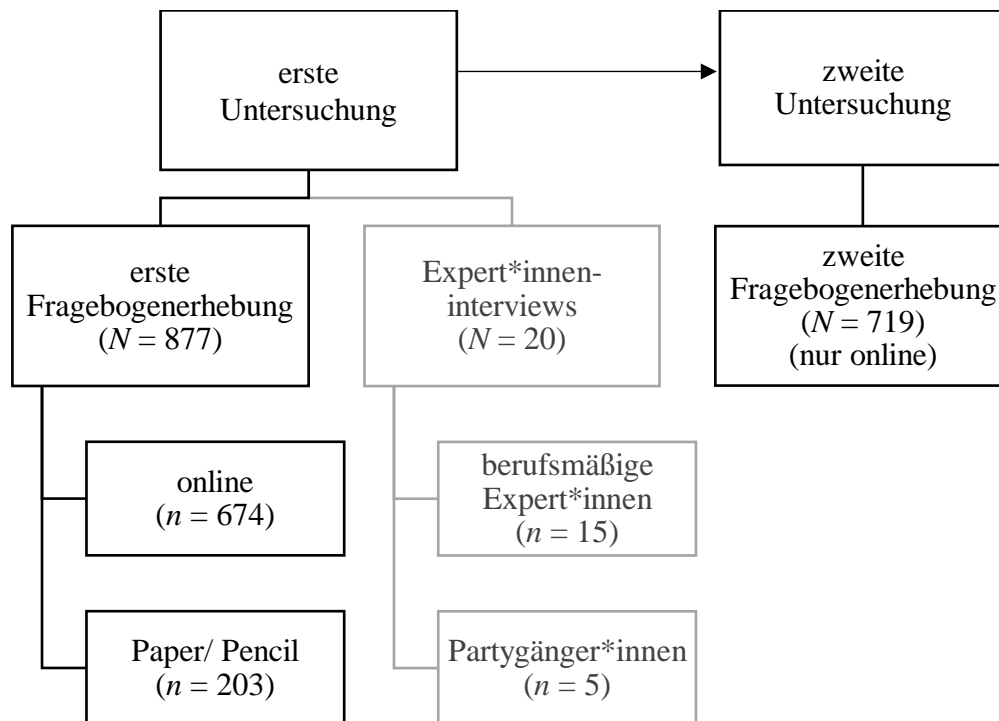 erste
Untersuchung
zweite
Untersuchung
erste
Fragebogenerhebung
(N = 877)
Expert*innen-
interviews
(N = 20)
zweite
Fragebogenerhebung
(N = 719)
(nur online)
online
(n = 674)
berufsmäßige
Expert*innen
(n = 15)
Paper/ Pencil
(n = 203)
Partygänger*innen
(n = 5)